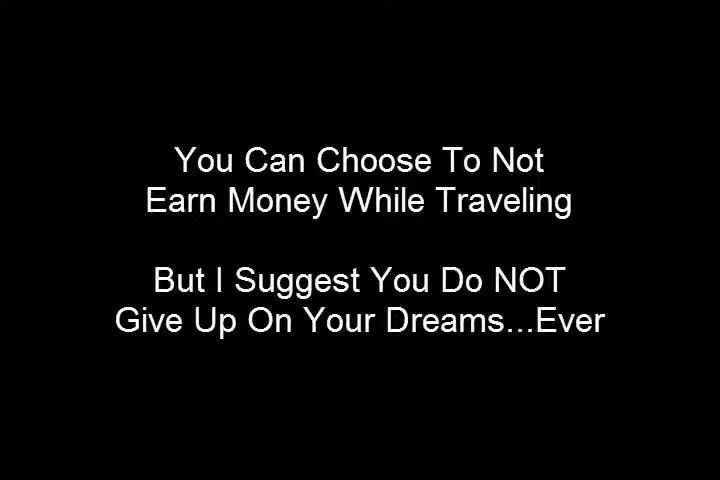 You Can Choose To Not
Earn Money While Traveling
But I Suggest You Do NOT
Give Up On Your Dreams...Ever